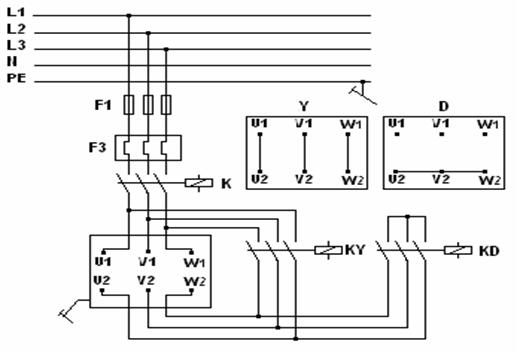 L1
L2
L3
N
PE
F1
F3
K
Y
U1 V1 W1
U2 V2 W2
D
U1 V1 W1
U2 V2 W2
U1 V1 W1
U2 V2 W2
KY
KD